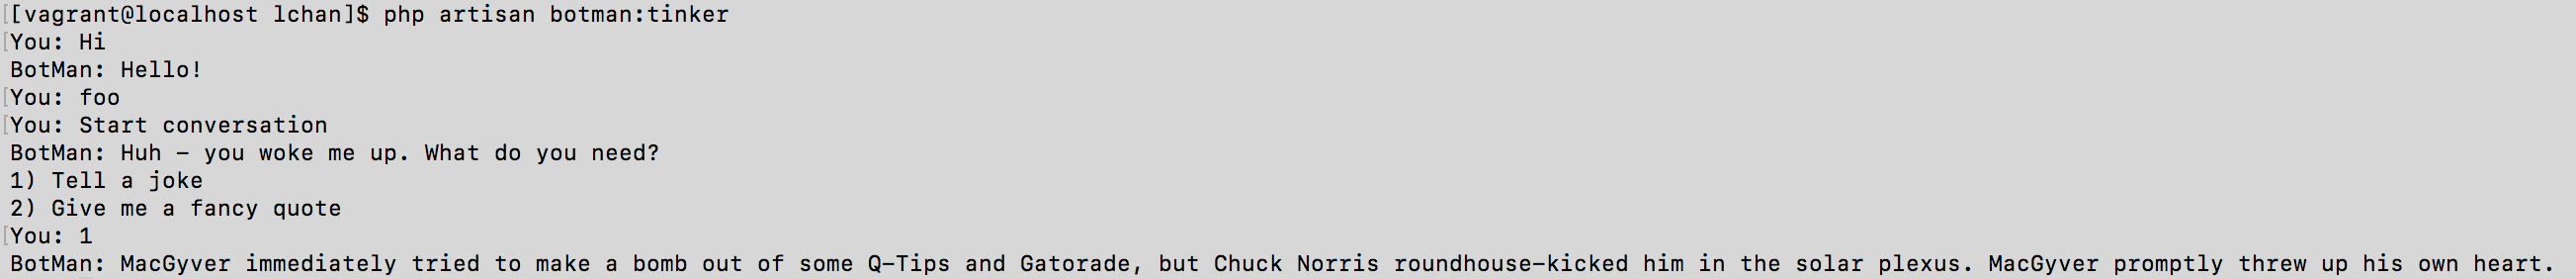 [[vagrant@localhost lchan]$ php artisan botman:tinker
[You: Hi
BotMan: Hello!
[You: foo
[You: Start conversation
BotMan: Huh - you woke me up. What do you need?
1) Tell a joke
2) Give me a fancy quote
[You: 1
BotMan: MacGyver immediately tried to make a bomb out of some Q-Tips and Gatorade, but Chuck Norris roundhouse-kicked him in the solar plexus. MacGyver promptly threw up his own heart.